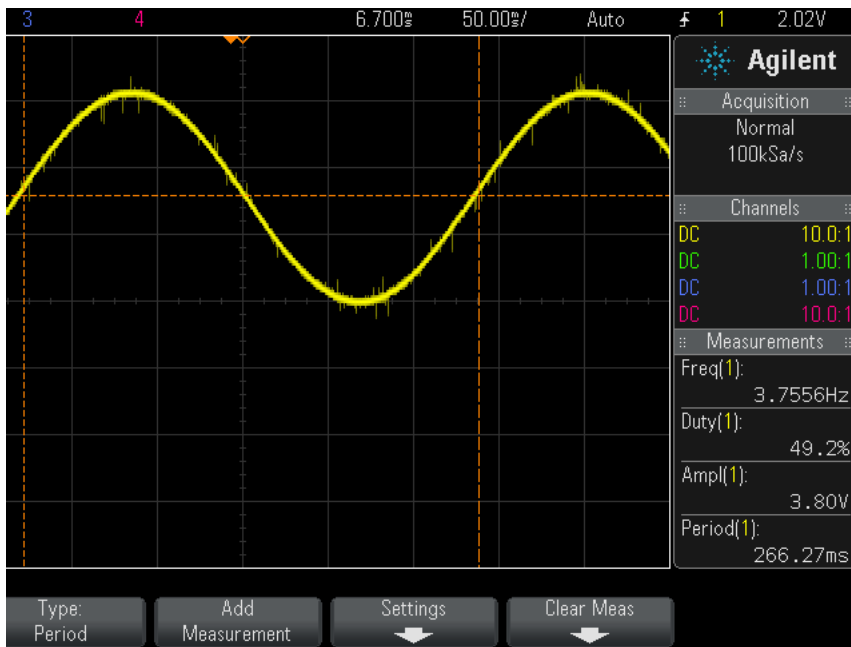 3 4 6.700s 50.00s/ Auto 1 2.02V
Agilent
Acquisition
Normal
100kSa/s
Channels
DC 10.0:1
DC 1.00:1
DC 1.00:1
DC 10.0:1
Measurements
Freq(1):
3.7556Hz
Duty(1):
49.2%
Ampl(1):
3.80V
Period(1):
266.27ms
Type: Add Settings Clear Meas
Period Measurement